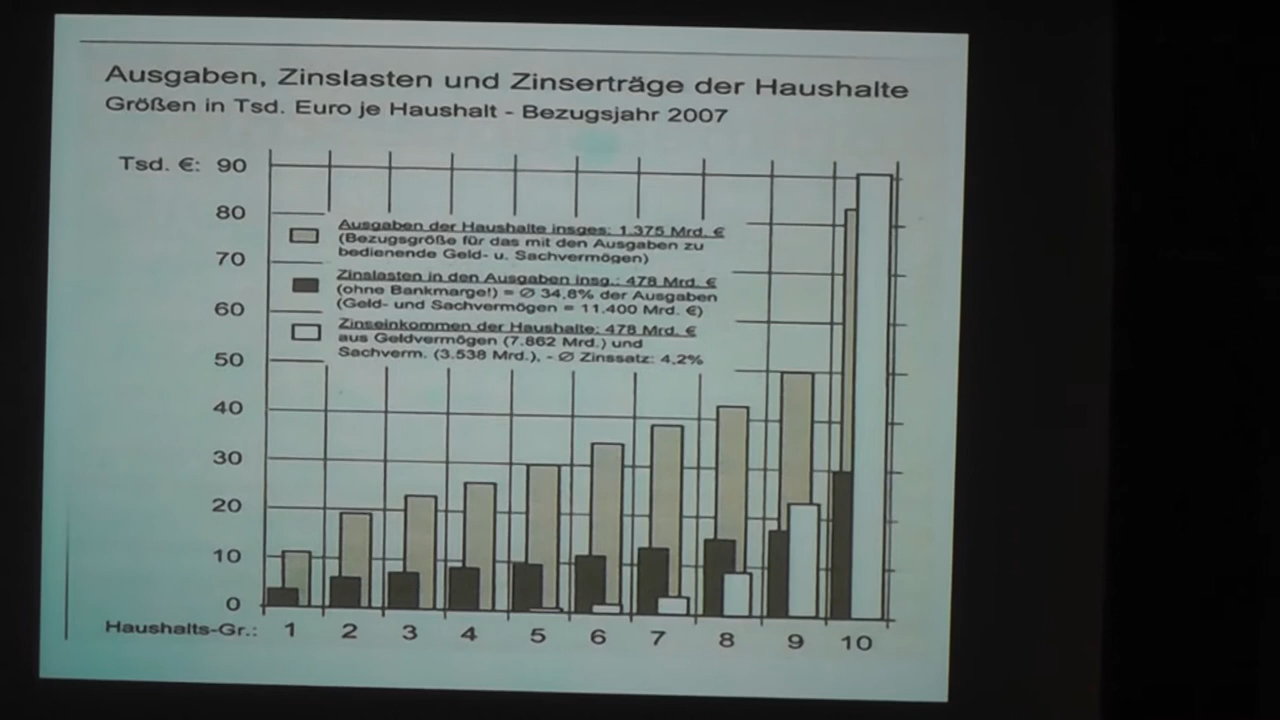 Ausgaben, Zinslasten und Zinserträge der Haushalte
Größen in Tsd. Euro je Haushalt - Bezugsjahr 2007
Tsd. €: 90
80
70
60
50
40
30
20
10
0
Ausgaben der Haushalte insges: 1.375 Mrd. €
(Bezugsgröße für das mit den Ausgaben zu
bedienende Geld- u. Sachvermögen)
Zinslasten in den Ausgaben insg.: 478 Mrd. €
(ohne Bankmarge!) = Ø 34,8% der Ausgaben
(Geld- und Sachvermögen = 11.400 Mrd. €)
Zinseinkommen der Haushalte: 478 Mrd. €
aus Geldvermögen (7.862 Mrd.) und
Sachverm. (3.538 Mrd.), - Ø Zinssatz: 4,2%
Haushalts-Gr.: 1 2 3 4 5 6 7 8 9 10